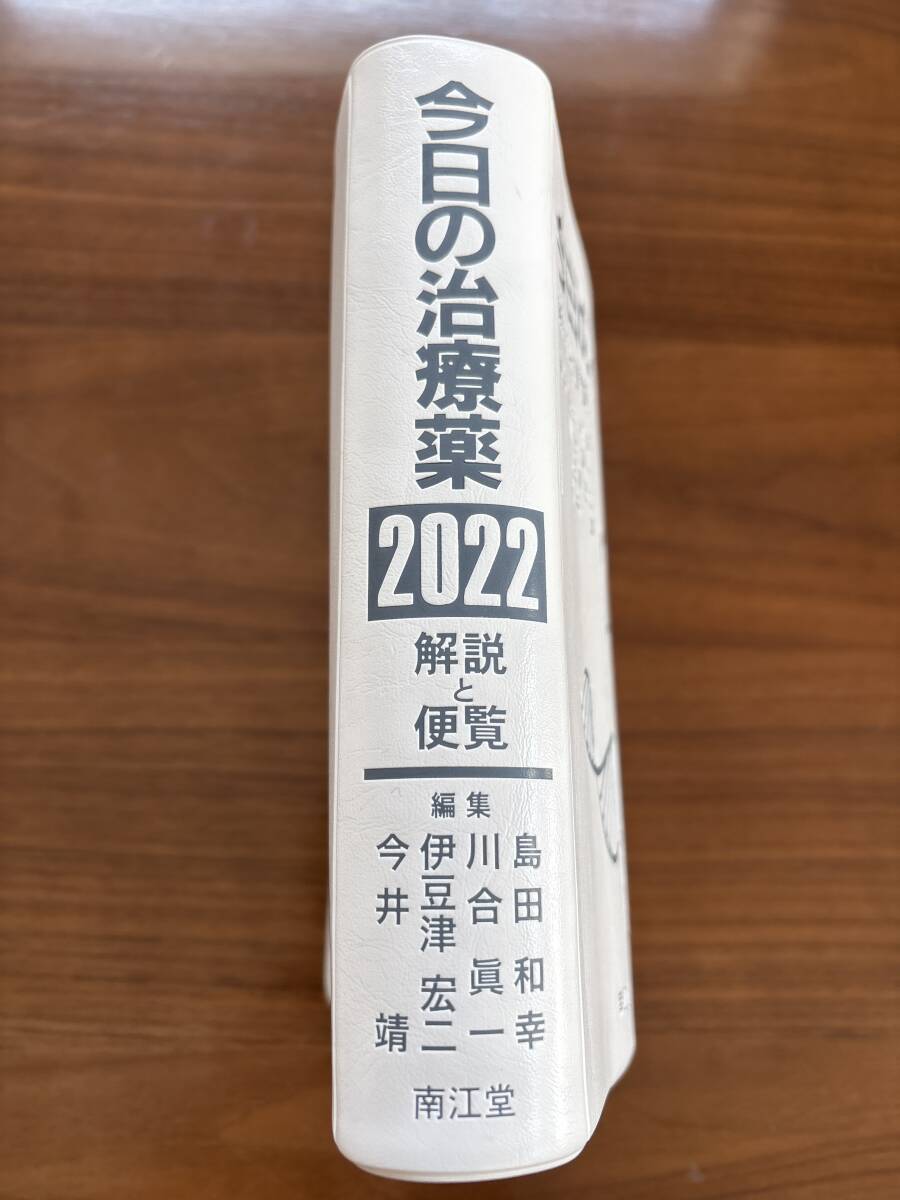 今日の治療薬
2022
解説
と
便覧
編集
島田和幸
川合眞一
伊豆津宏二
今井靖
南江堂